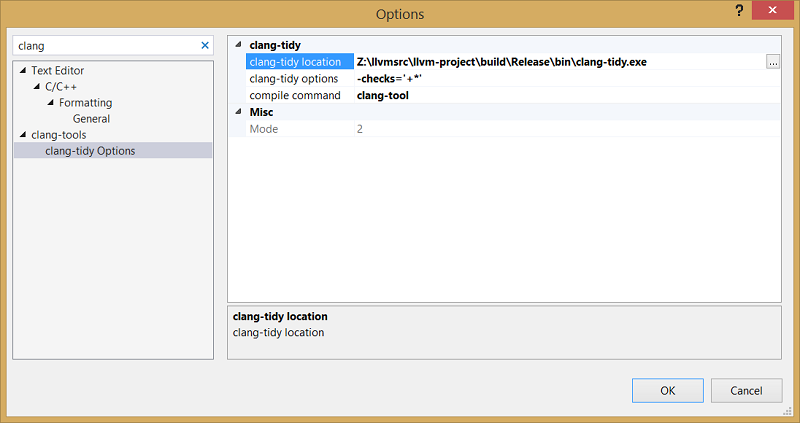 Options
clang
Text Editor
C/C++
Formatting
General
clang-tools
clang-tidy Options
clang-tidy
clang-tidy location Z:\llvmsrc\llvm-project\build\Release\bin\clang-tidy.exe ...
clang-tidy options -checks='+*'
compile command clang-tool
Misc
Mode 2
clang-tidy location
clang-tidy location
OK Cancel